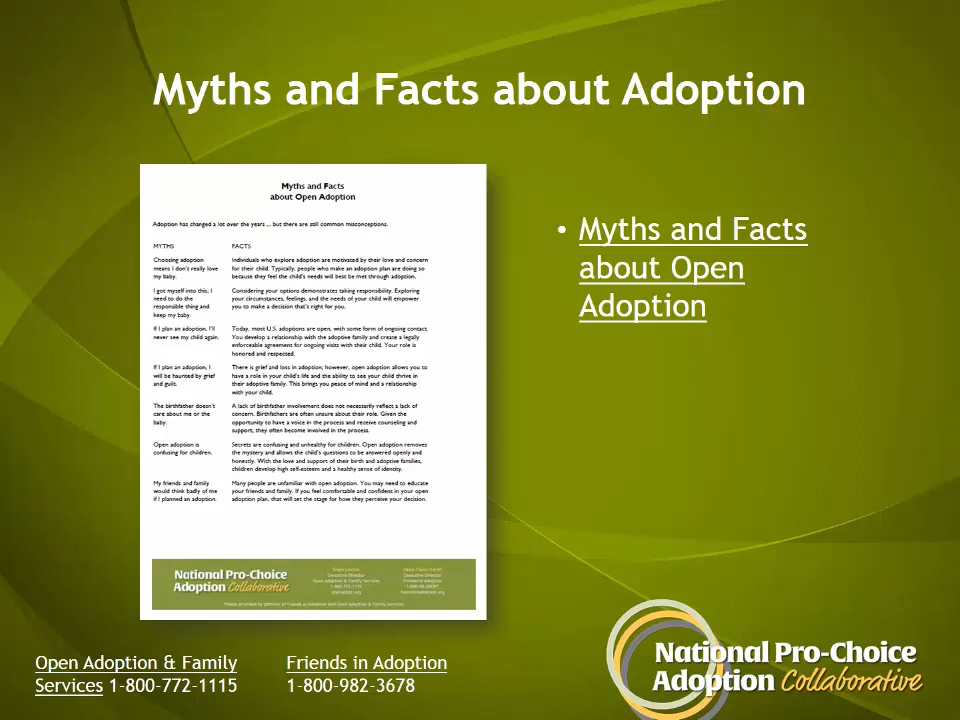 Myths and Facts about Adoption
Myths and Facts
about Open Adoption
Adoption has changed a lot over the years ... but there are still common misconceptions.
MYTHS FACTS
Choosing adoption
means I don't really love
my baby.
Individuals who explore adoption are motivated by their love and concern
for their child. Typically, people who make an adoption plan are doing so
because they feel the child's needs will best be met through adoption.
I got myself into this; I
need to do the
responsible thing and
keep my baby.
Considering your options demonstrates taking responsibility. Exploring
your circumstances, feelings, and the needs of your child will empower
you to make a decision that's right for you.
If I plan an adoption, I'll
never see my child again.
Today, most U.S. adoptions are open, with some form of ongoing contact.
You develop a relationship with the adoptive family and create a legally
enforceable agreement for ongoing visits with their child. Your role is
honored and respected.
If I plan an adoption, I
will be haunted by grief
and guilt.
There is grief and loss in adoption; however, open adoption allows you to
have a role in your child's life and the ability to see your child thrive in
their adoptive family. This brings you peace of mind and a relationship
with your child.
The birthfather doesn't
care about me or the
baby.
A lack of birthfather involvement does not necessarily reflect a lack of
concern. Birthfathers are often unsure about their role. Given the
opportunity to have a voice in the process and receive counseling and
support, they often become involved in the process.
Open adoption is
confusing for children.
Secrets are confusing and unhealthy for children. Open adoption removes
the mystery and allows the child's questions to be answered openly and
honestly. With the love and support of their birth and adoptive families,
children develop high self-esteem and a healthy sense of identity.
My friends and family
would think badly of me
if I planned an adoption.
Many people are unfamiliar with open adoption. You may need to educate
your friends and family. If you feel comfortable and confident in your open
adoption plan, that will set the stage for how they perceive your decision.
National Pro-Choice
Adoption Collaborative
Executive Director
Open Adoption & Family Services
1-800-772-1115
Executive Director
Friends in Adoption
• Myths and Facts
about Open
Adoption
Open Adoption & Family
Services 1-800-772-1115
Friends in Adoption
1-800-982-3678
National Pro-Choice
Adoption Collaborative